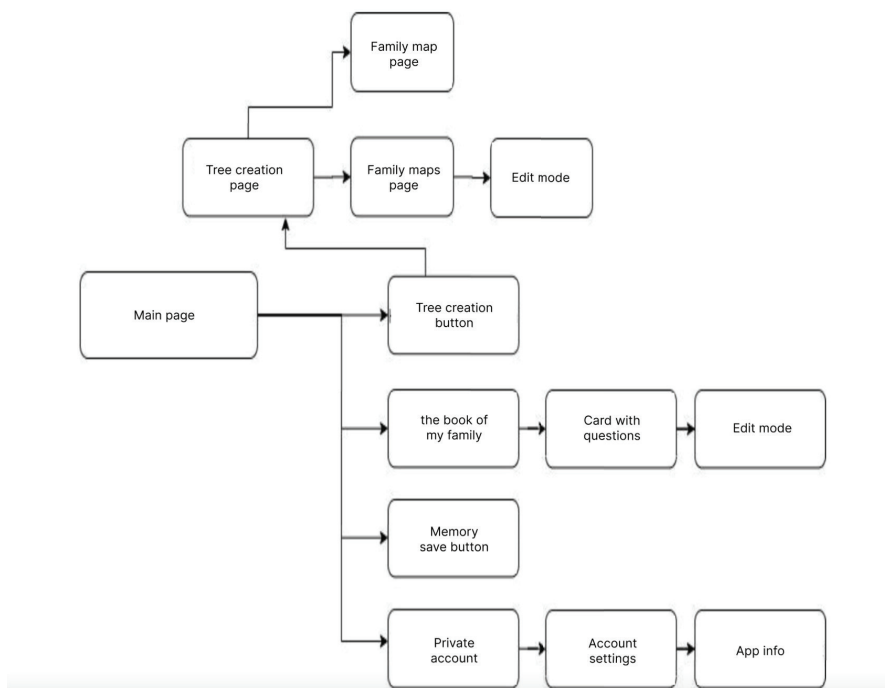 Family map
page
Tree creation
page
Family maps
page
Edit mode
Main page
Tree creation
button
the book of
my family
Card with
questions
Edit mode
Memory
save button
Private
account
Account
settings
App info